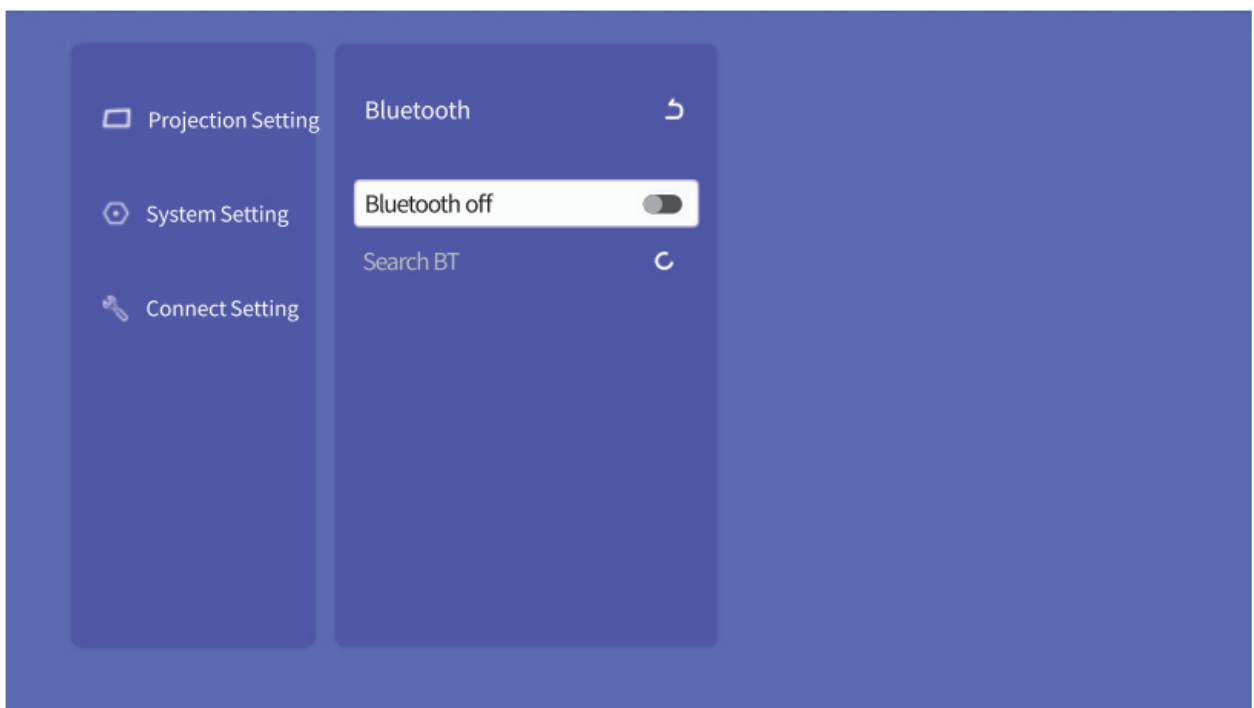 Projection Setting
System Setting
Connect Setting
Bluetooth
Bluetooth off
Search BT